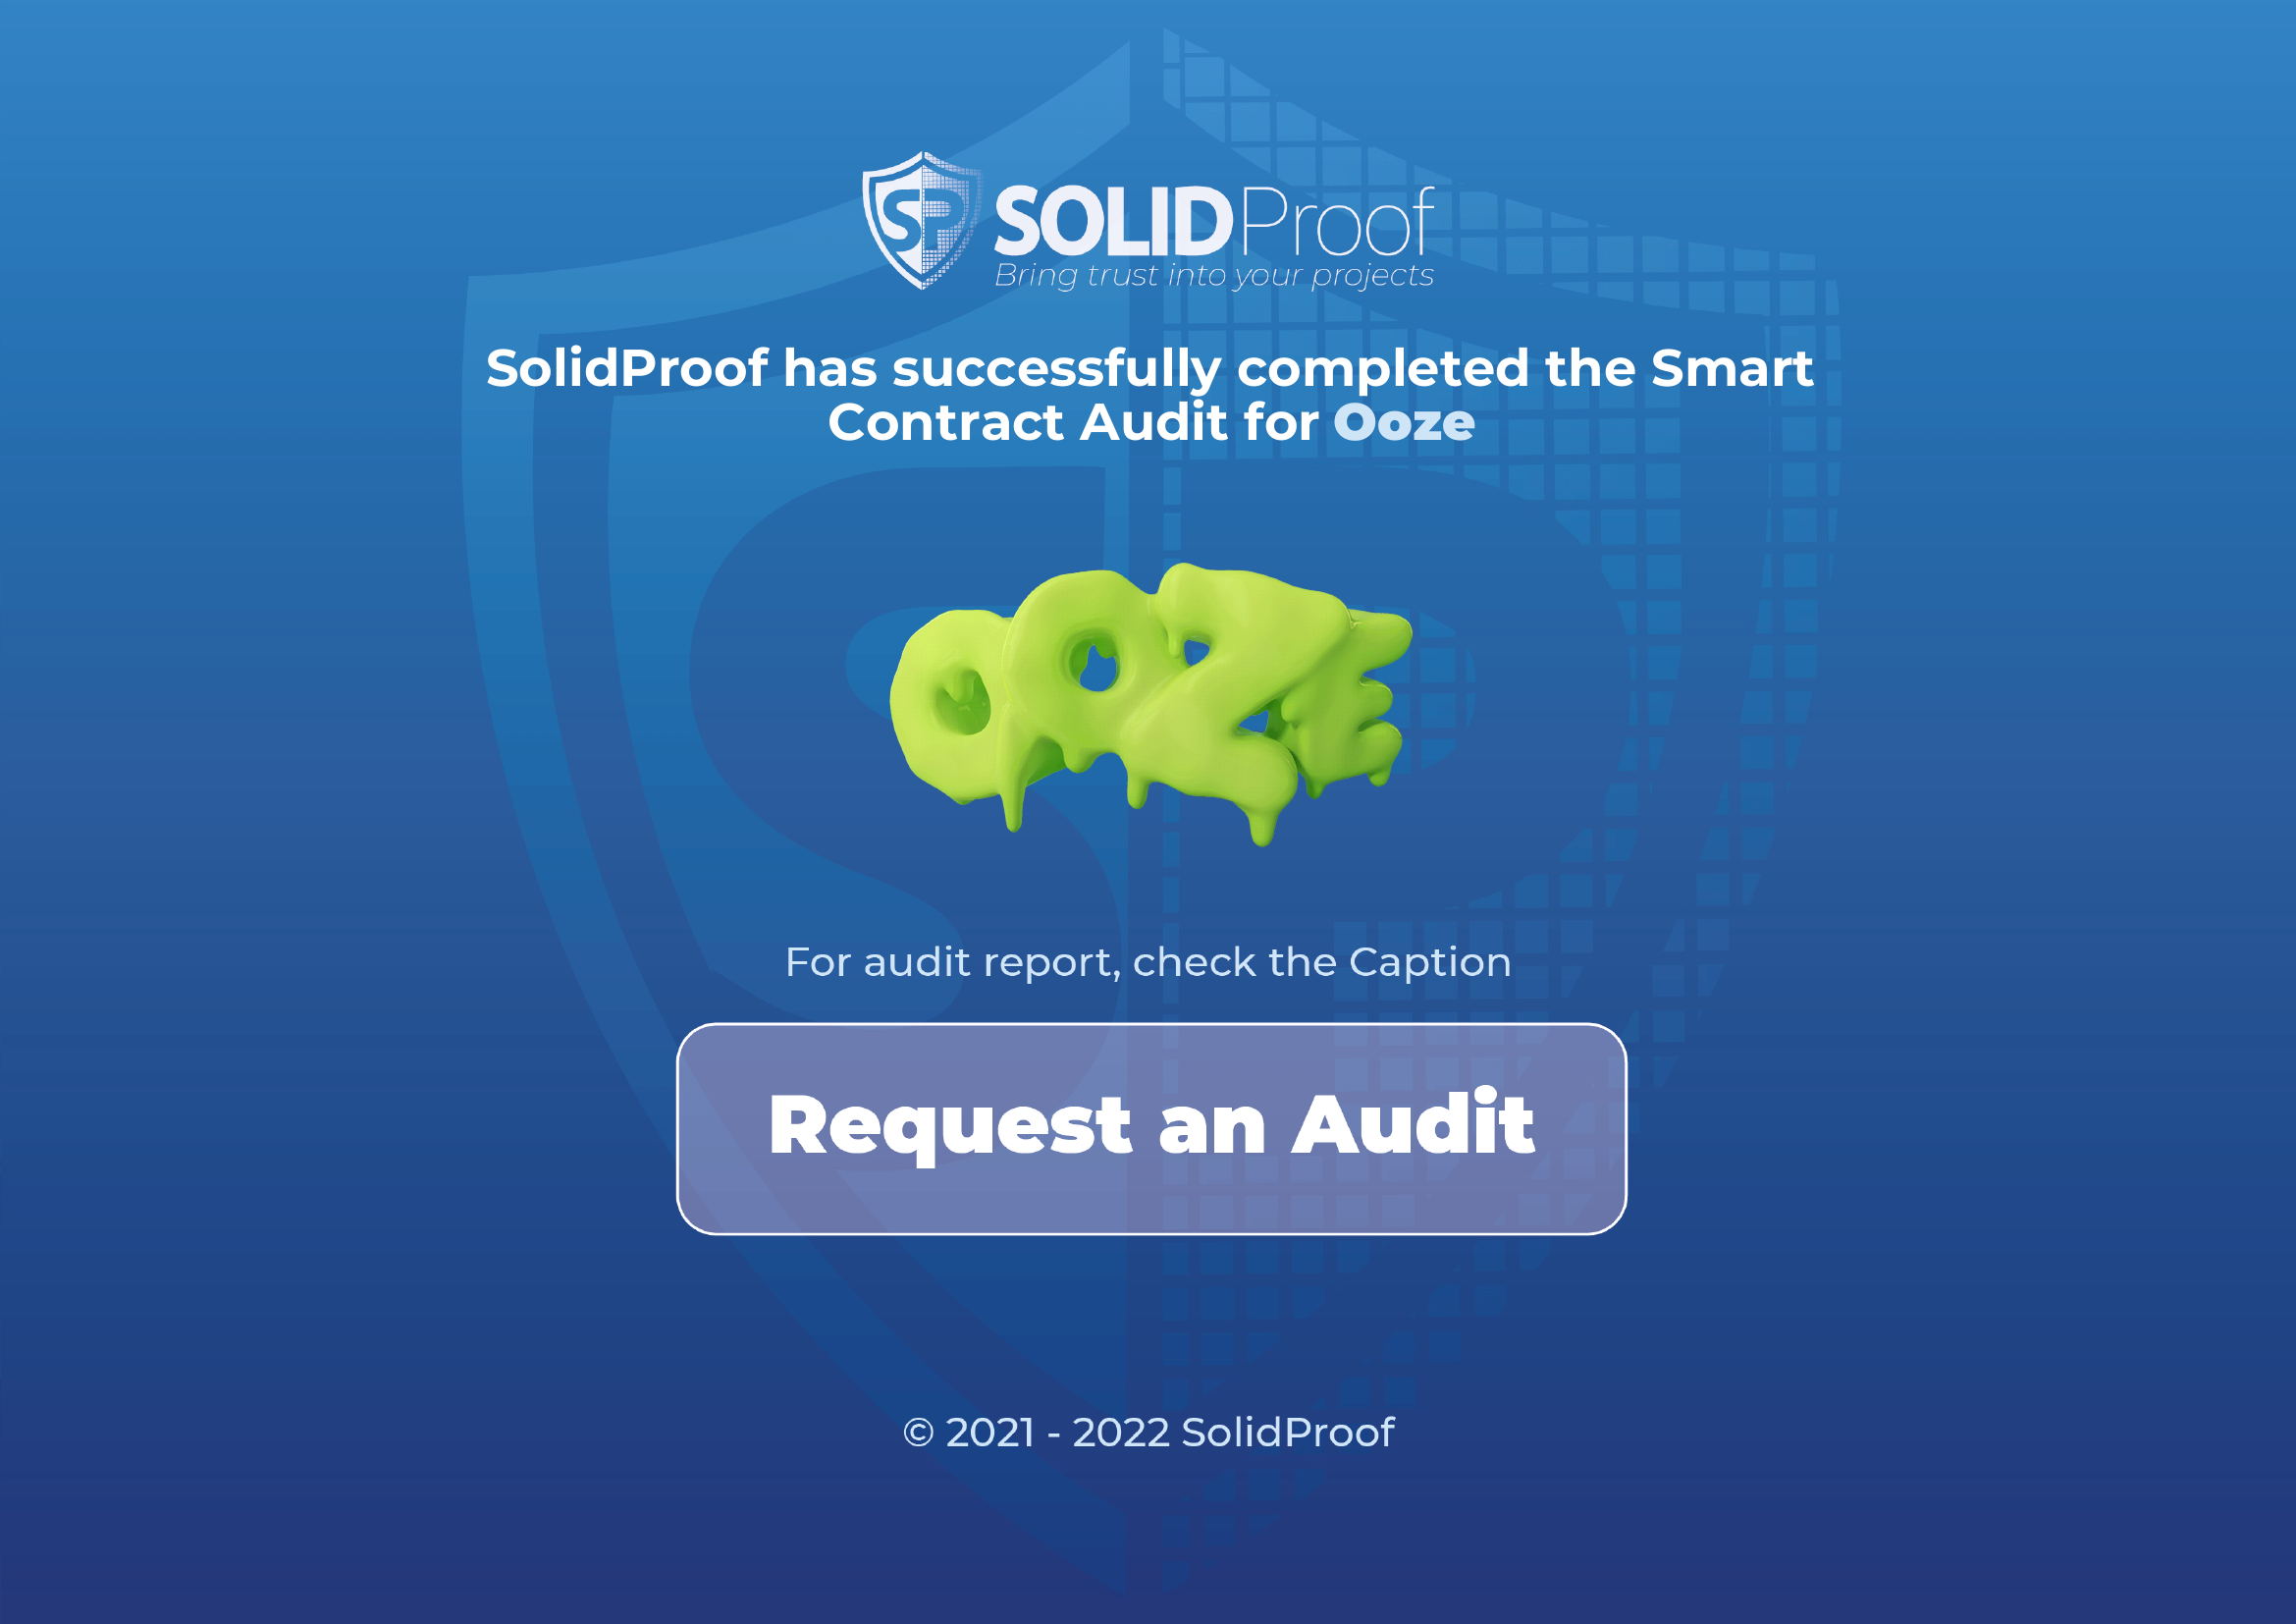 SP SOLIDProof
Bring trust into your projects
SolidProof has successfully completed the Smart
Contract Audit for Ooze
OOZE
For audit report, check the Caption
Request an Audit
© 2021 - 2022 SolidProof